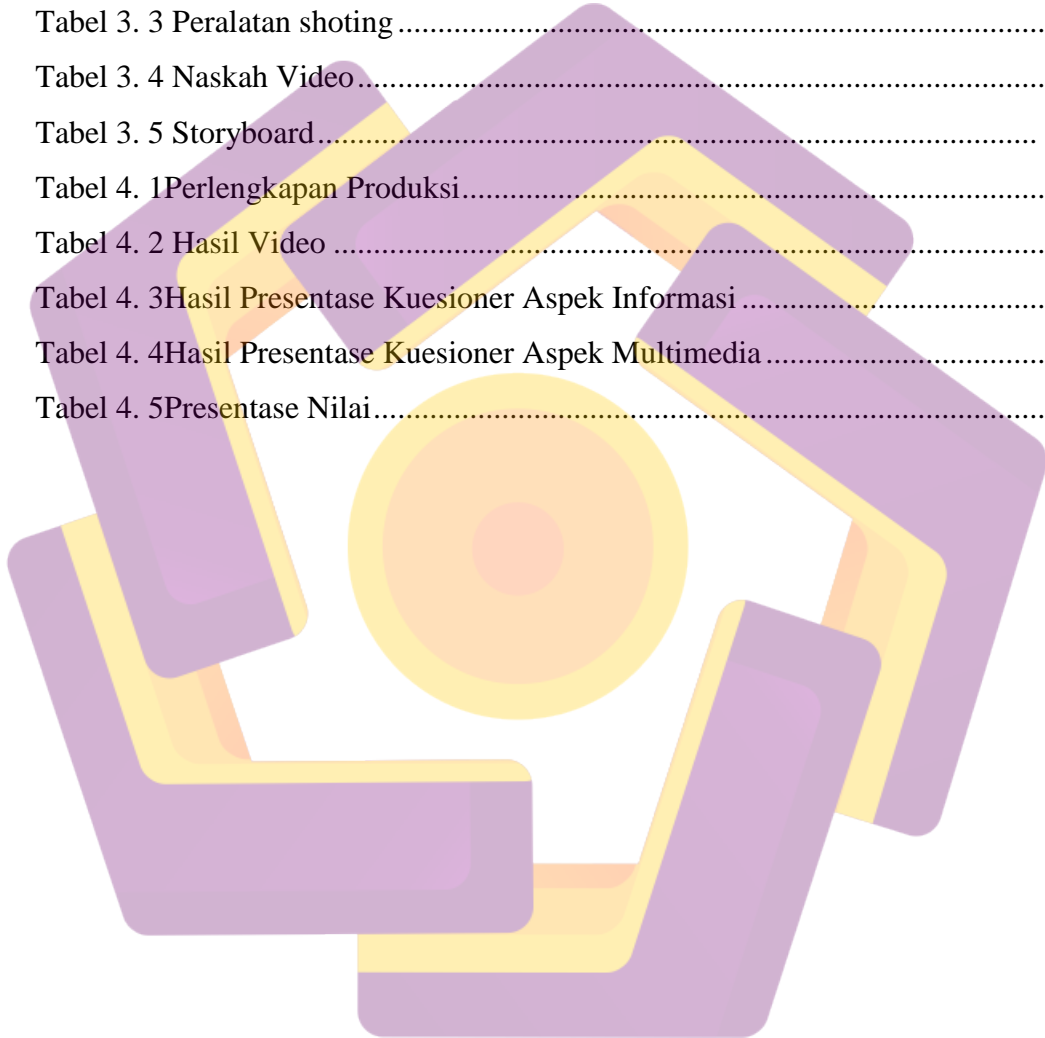 Tabel 3. 3 Peralatan shoting ........................................................................................
Tabel 3. 4 Naskah Video ..............................................................................................
Tabel 3. 5 Storyboard ..................................................................................................
Tabel 4. 1Perlengkapan Produksi ................................................................................
Tabel 4. 2 Hasil Video .................................................................................................
Tabel 4. 3Hasil Presentase Kuesioner Aspek Informasi .............................................
Tabel 4. 4Hasil Presentase Kuesioner Aspek Multimedia ..........................................
Tabel 4. 5Presentase Nilai ...........................................................................................